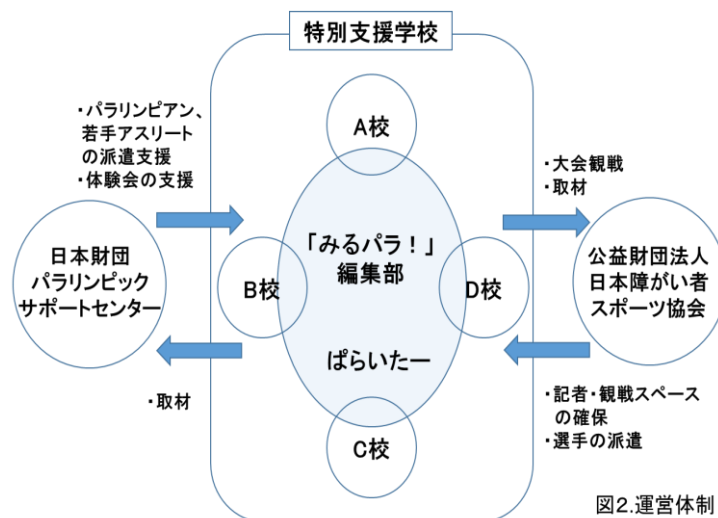 特別支援学校
・パラリンピアン、
若手アスリート
の派遣支援
・体験会の支援
A校
・大会観戦
・取材
日本財団
パラリンピック
サポートセンター
B校
「みるパラ！」
編集部
D校
公益財団法人
日本障がい者
スポーツ協会
ぱらいたー
・取材
C校
・記者・観戦スペース
の確保
・選手の派遣
図2.運営体制